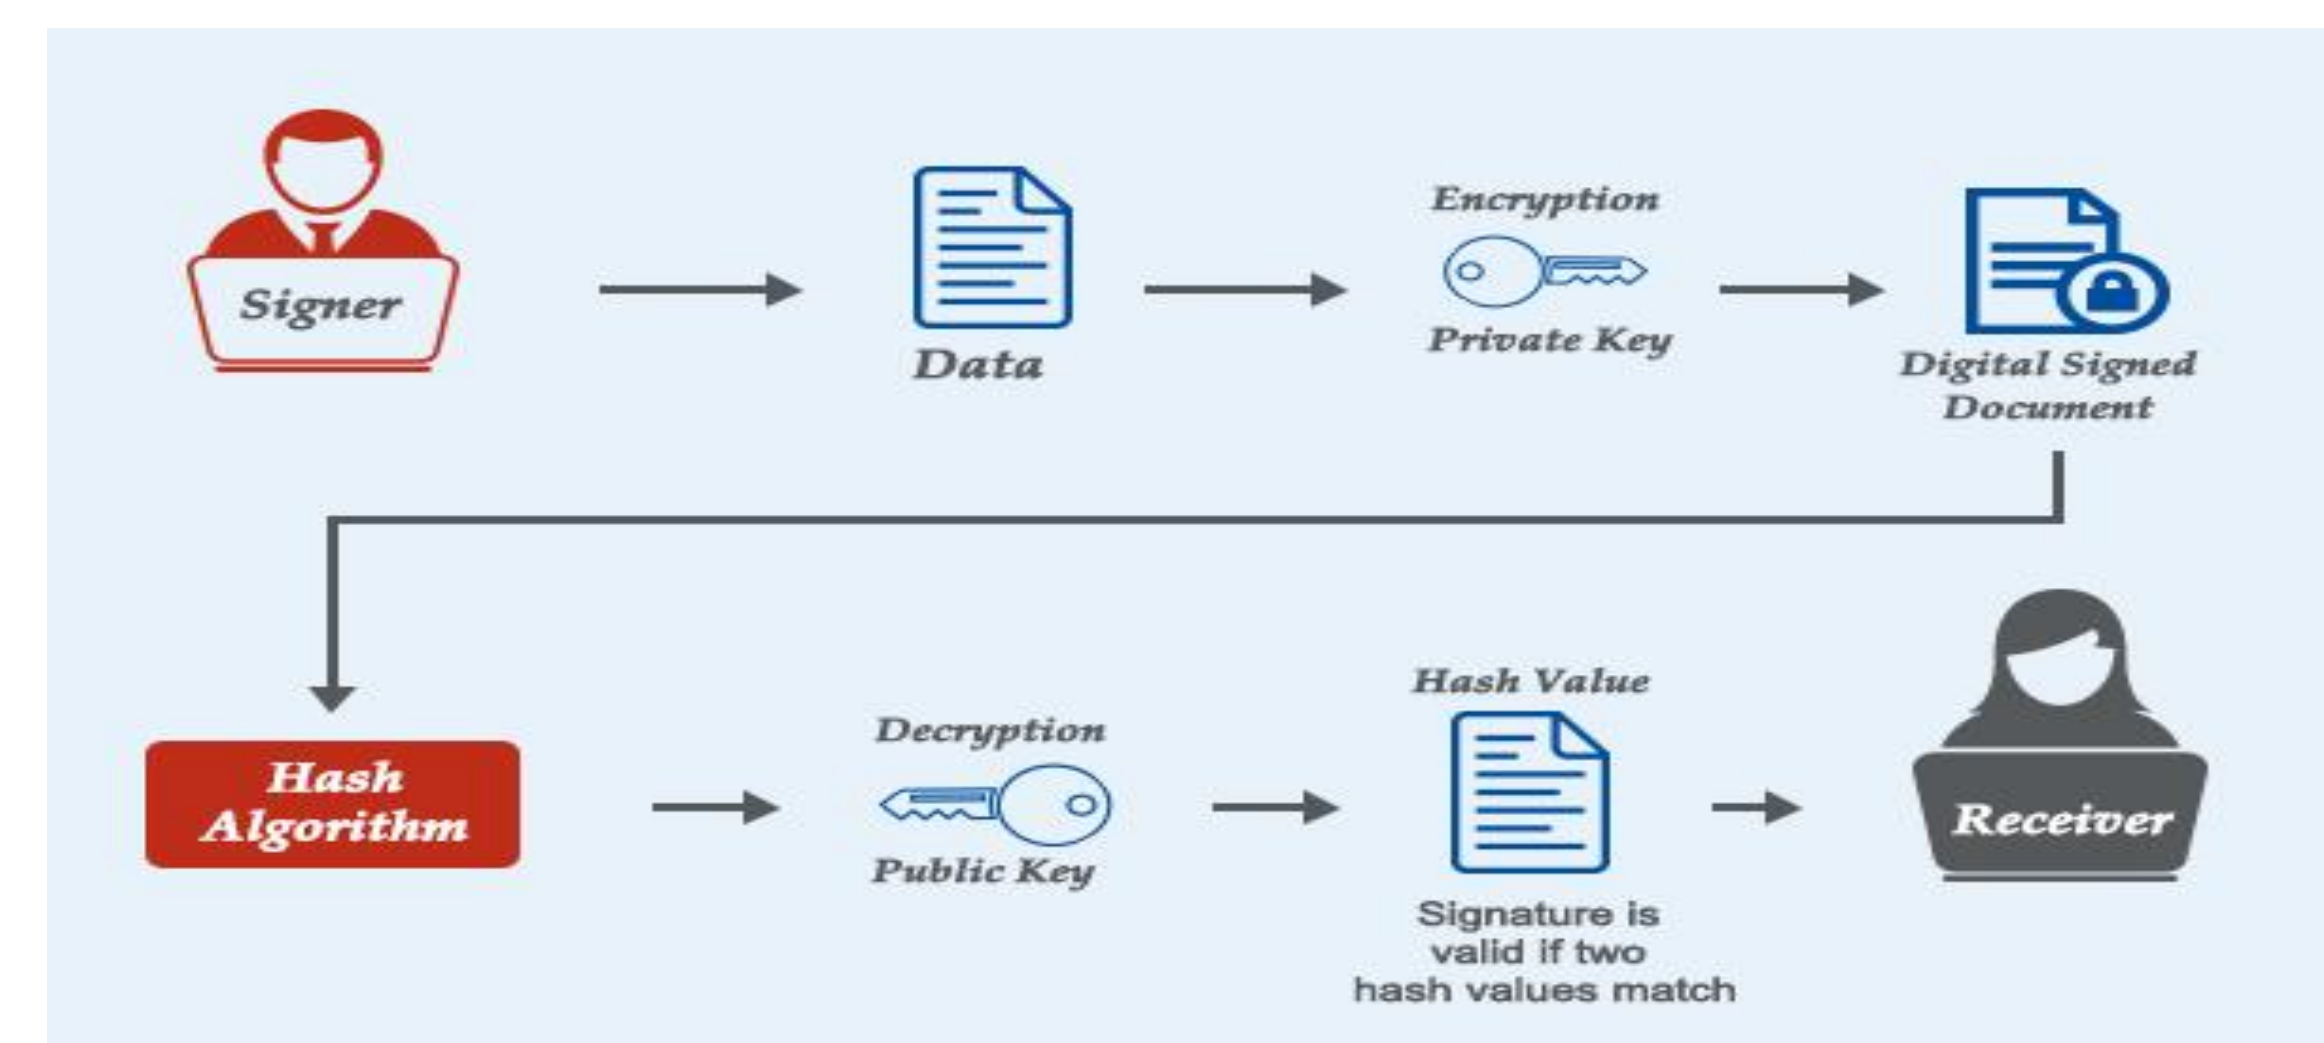 Signer
Data
Encryption
Private Key
Digital Signed
Document
Hash
Algorithm
Decryption
Public Key
Hash Value
Signature is
valid if two
hash values match
Receiver